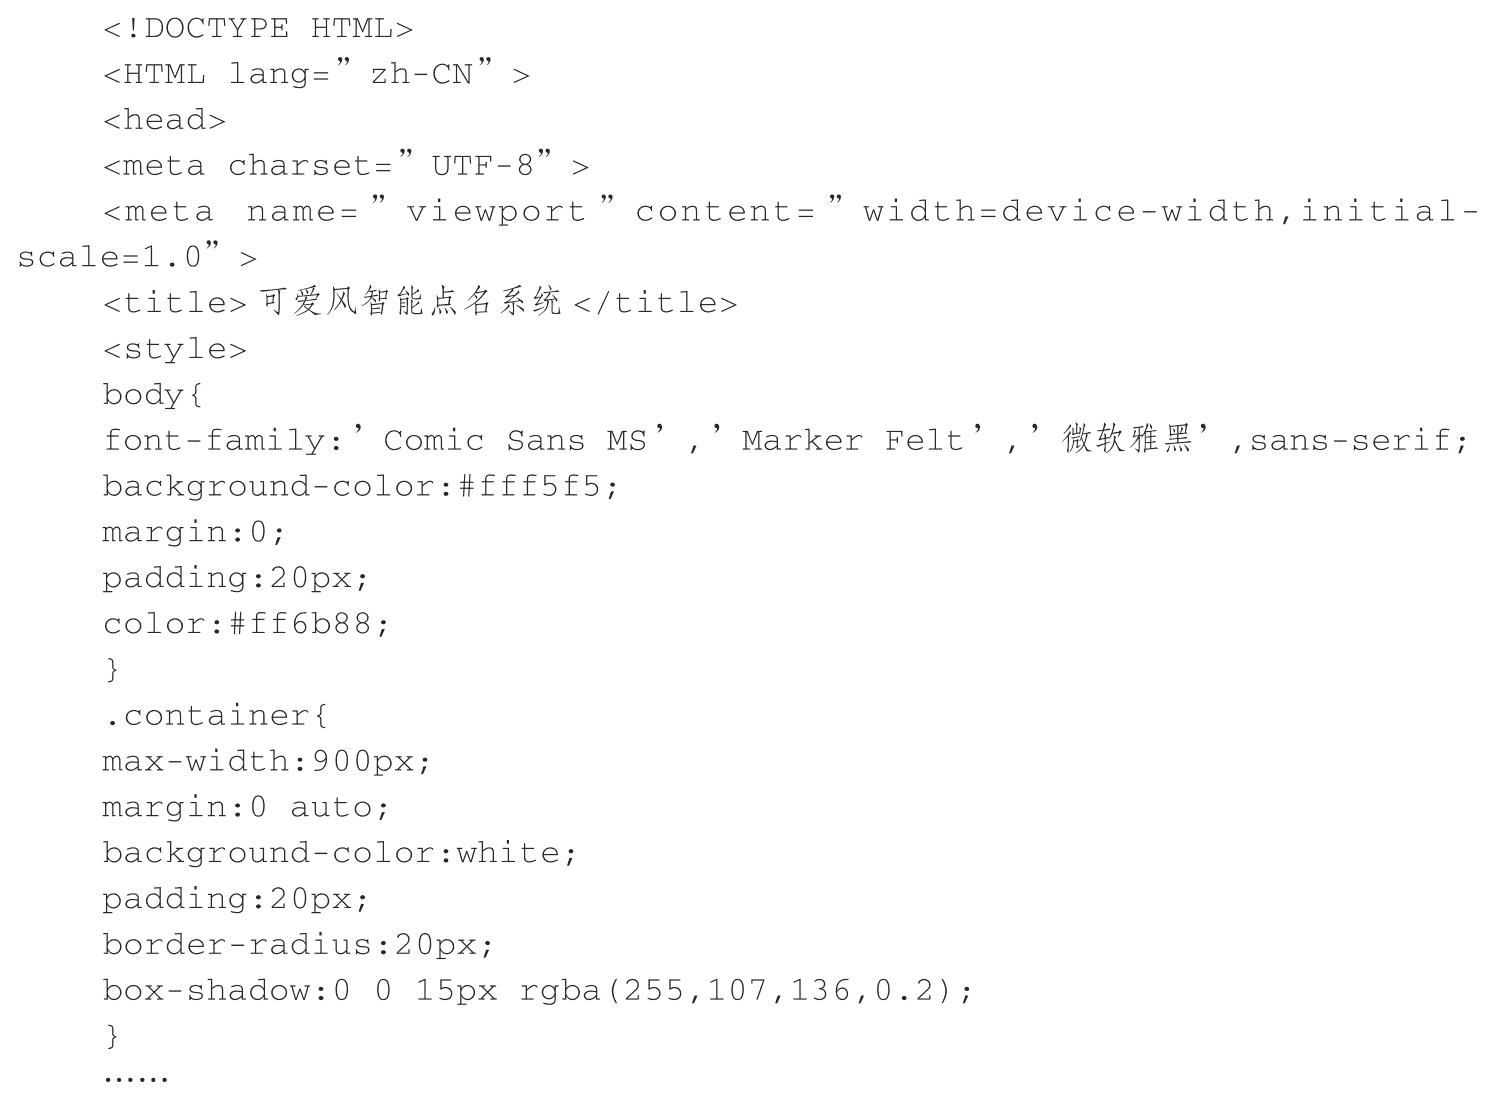 <!DOCTYPE HTML>
<HTML lang=”zh-CN”>
<head>
<meta charset=”UTF-8”>
<meta name=”viewport”content=”width=device-width,initial-
scale=1.0”>
<title>可爱风智能点名系统</title>
<style>
body{
font-family:’Comic Sans MS’,’Marker Felt’,’微软雅黑’,sans-serif;
background-color:#fff5f5;
margin:0;
padding:20px;
color:#ff6b88;
}
.container{
max-width:900px;
margin:0 auto;
background-color:white;
padding:20px;
border-radius:20px;
box-shadow:0 0 15px rgba(255,107,136,0.2);
}
……